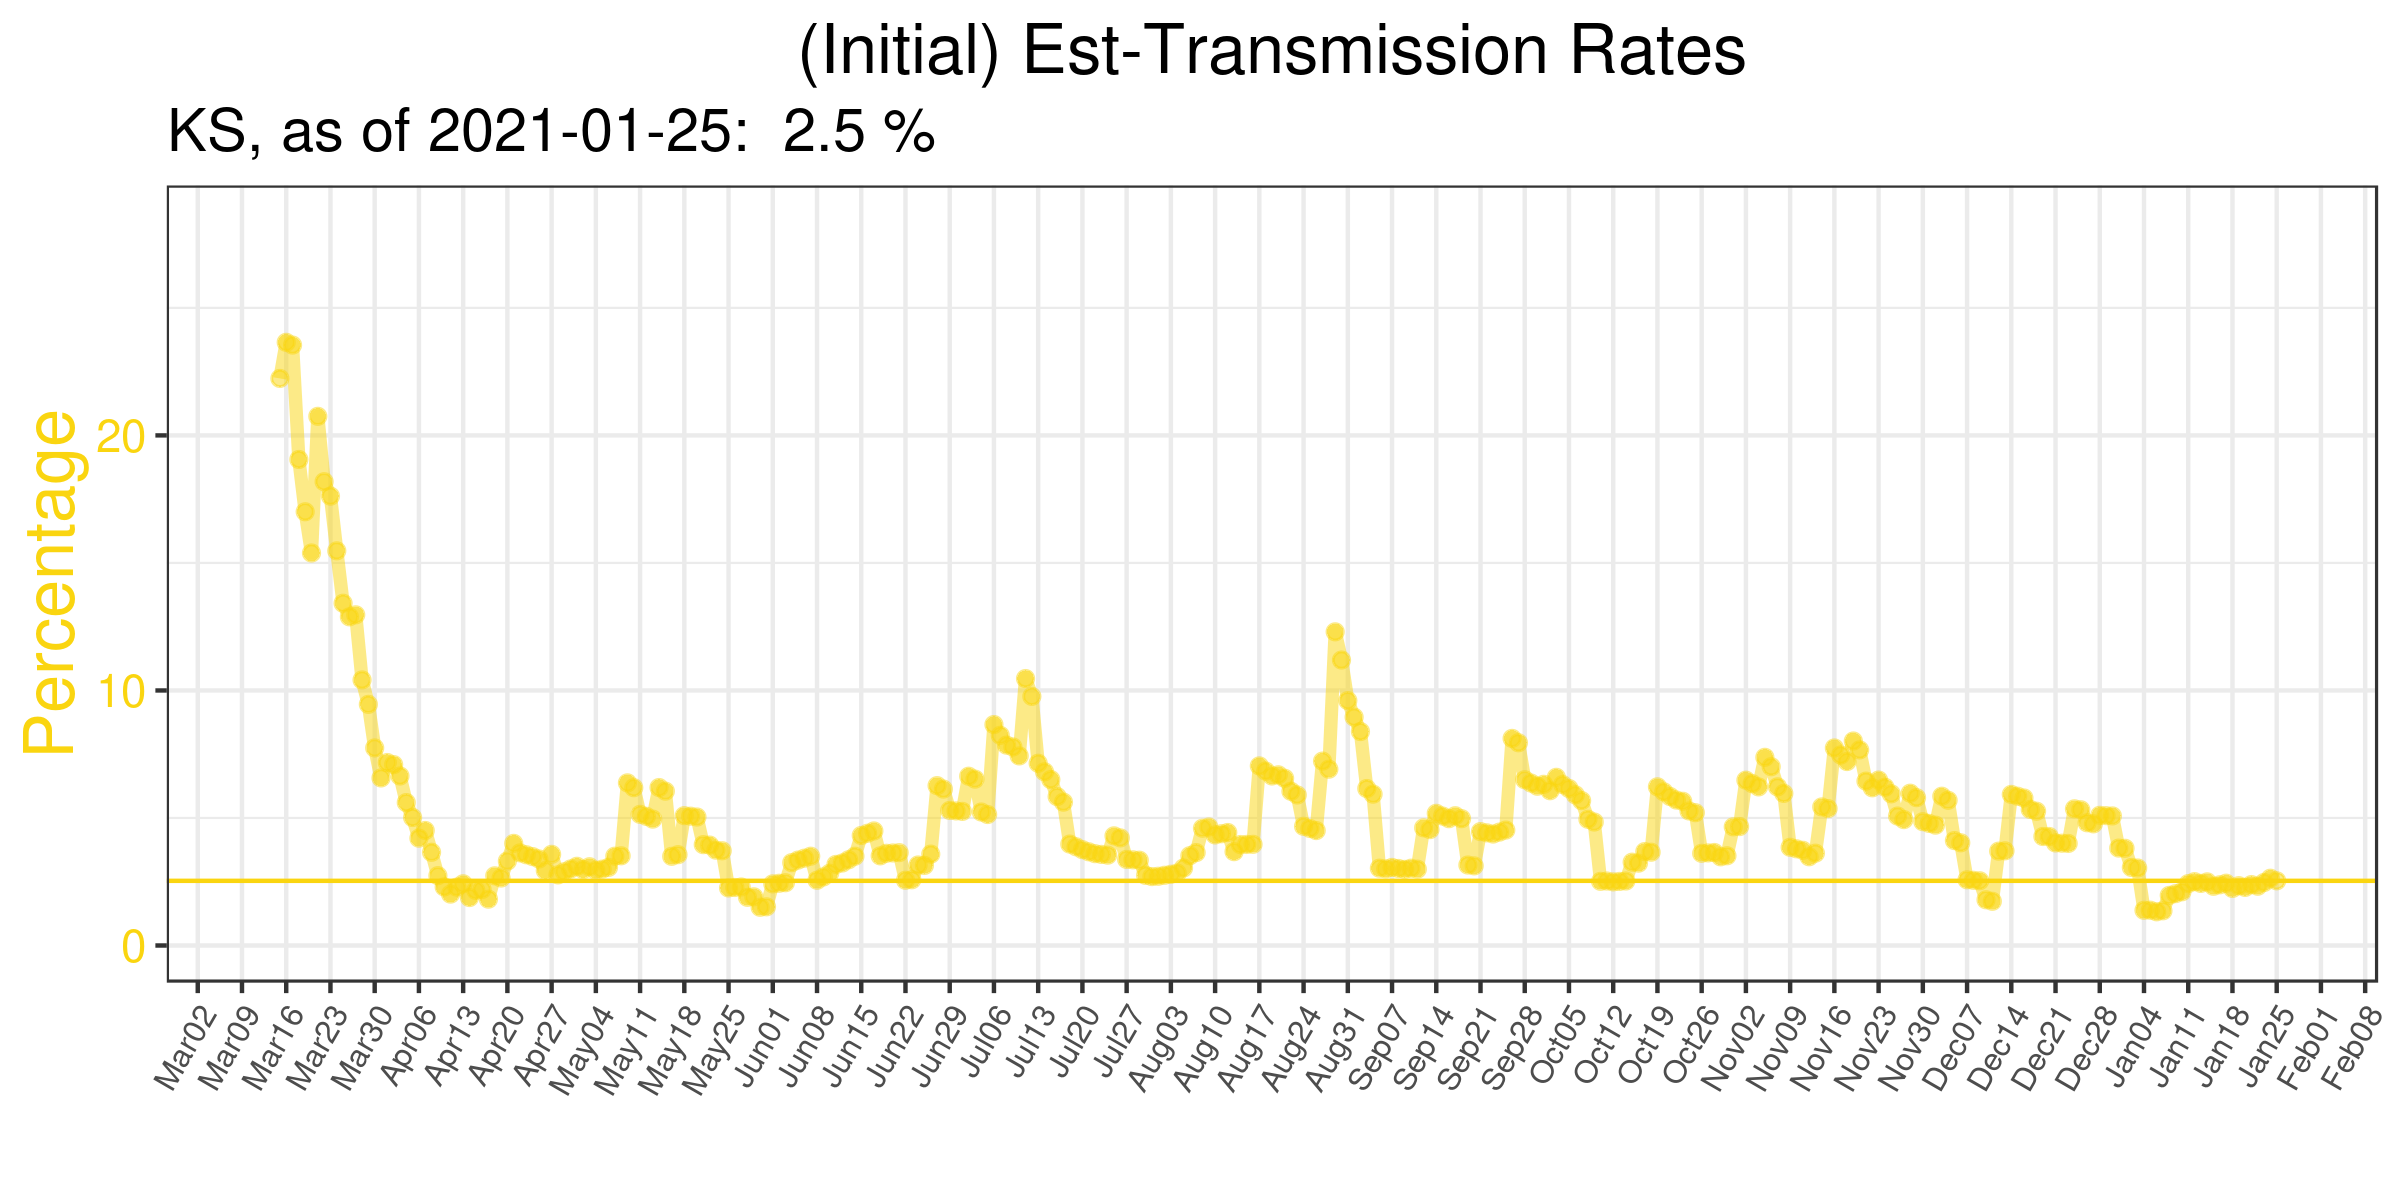 (Initial) Est-Transmission Rates
KS, as of 2021-01-25:  2.5 %
Percentage
20
10
0
Mar02
Mar09
Mar16
Mar23
Mar30
Apr06
Apr13
Apr20
Apr27
May04
May11
May18
May25
Jun01
Jun08
Jun15
Jun22
Jun29
Jul06
Jul13
Jul20
Jul27
Aug03
Aug10
Aug17
Aug24
Aug31
Sep07
Sep14
Sep21
Sep28
Oct05
Oct12
Oct19
Oct26
Nov02
Nov09
Nov16
Nov23
Nov30
Dec07
Dec14
Dec21
Dec28
Jan04
Jan11
Jan18
Jan25
Feb01
Feb08